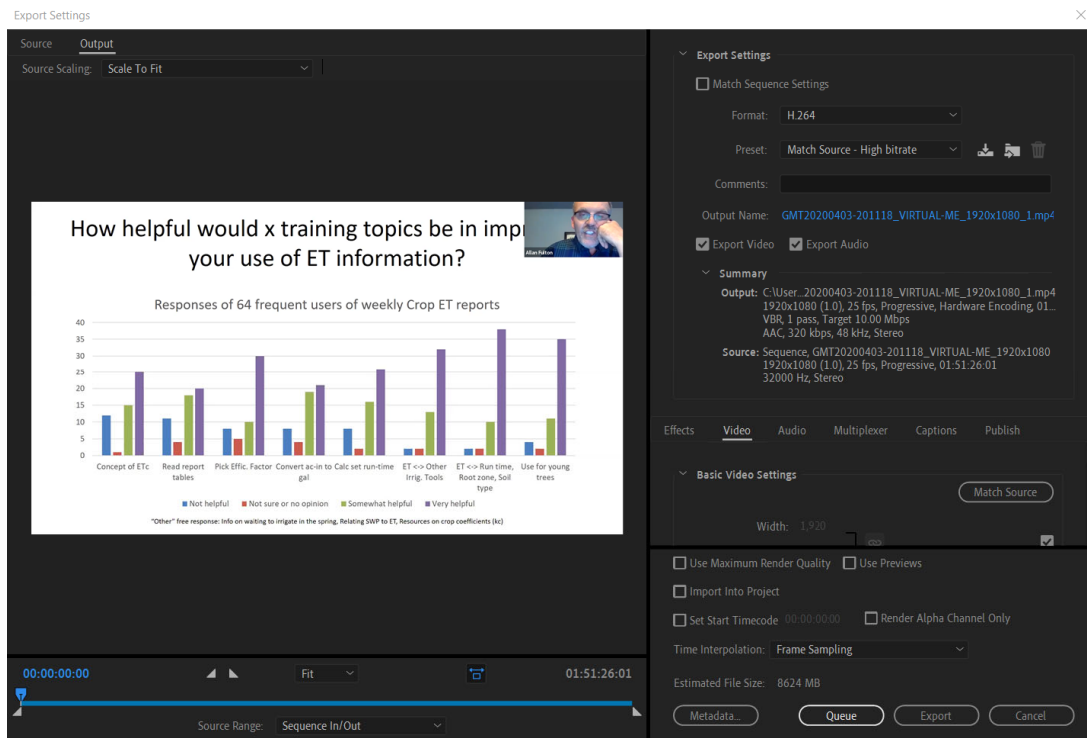 Export Settings
Source Output
Source Scaling: Scale To Fit
How helpful would x training topics be in impr
your use of ET information?
Allan Fulton
Responses of 64 frequent users of weekly Crop ET reports
40
35
30
25
20
15
10
5
0
Concept of ETc Read report Pick Effic. Factor Convert ac-in to Calc set run-time ET <-> Other ET <-> Run time, Use for young
tables gal Irrig. Tools Root zone, Soil trees
type
Not helpful Not sure or no opinion Somewhat helpful Very helpful
"Other" free response: Info on waiting to irrigate in the spring, Relating SWP to ET, Resources on crop coefficients (kc)
00:00:00:00 Fit 01:51:26:01
Source Range: Sequence In/Out
Export Settings
Match Sequence Settings
Format: H.264
Preset: Match Source - High bitrate
Comments:
Output Name: GMT20200403-201118_VIRTUAL-ME_1920x1080_1.mp4
Export Video Export Audio
Summary
Output: C:\User...20200403-201118_VIRTUAL-ME_1920x1080_1.mp4
1920x1080 (1.0), 25 fps, Progressive, Hardware Encoding, 01...
VBR, 1 pass, Target 10.00 Mbps
AAC, 320 kbps, 48 kHz, Stereo
Source: Sequence, GMT20200403-201118_VIRTUAL-ME_1920x1080
1920x1080 (1.0), 25 fps, Progressive, 01:51:26:01
32000 Hz, Stereo
Effects Video Audio Multiplexer Captions Publish
Basic Video Settings
Match Source
Width: 1,920
Use Maximum Render Quality Use Previews
Import Into Project
Set Start Timecode 00:00:00:00 Render Alpha Channel Only
Time Interpolation: Frame Sampling
Estimated File Size: 8624 MB
Metadata... Queue Export Cancel